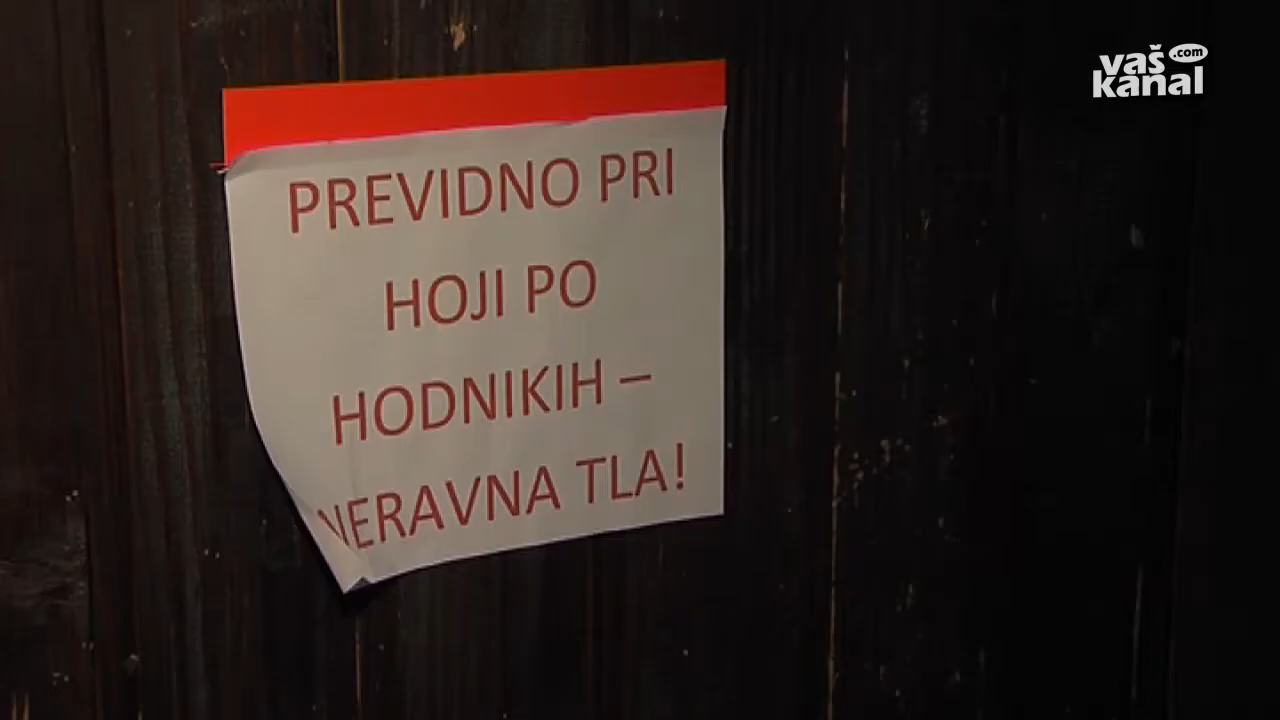 vaš .com
kanal
PREVIDNO PRI
HOJI PO
HODNIKIH –
NERAVNA TLA!